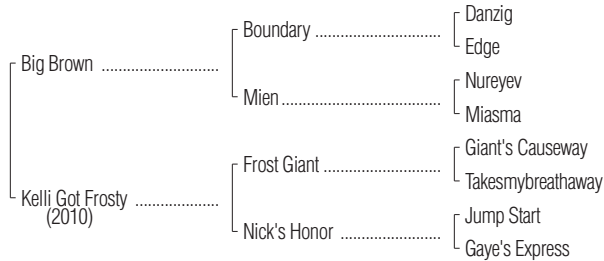 Danzig
Boundary
Edge
Big Brown
Nureyev
Mien
Miasma
Giant's Causeway
Frost Giant
Takesmybreathaway
Kelli Got Frosty
(2010)
Jump Start
Nick's Honor
Gaye's Express